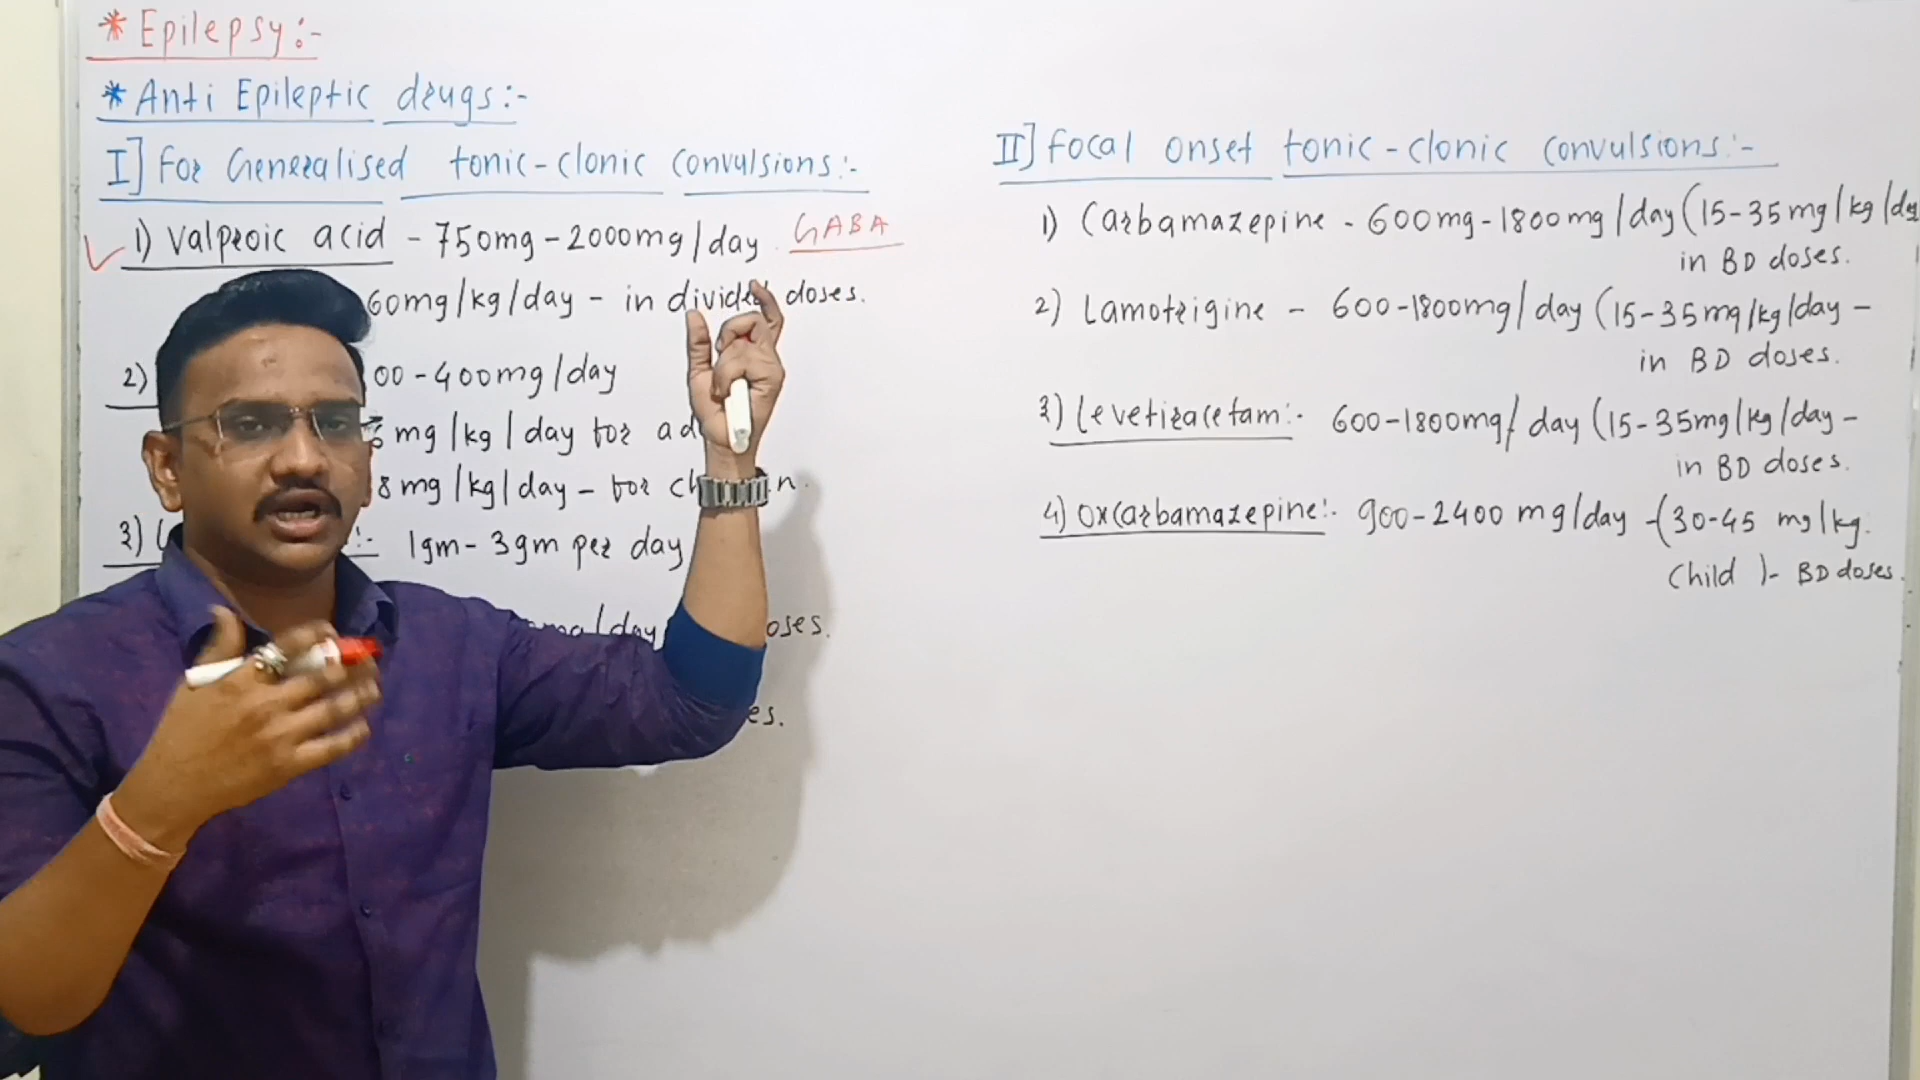 * Epilepsy:-
* Anti Epileptic drugs:-
I] For Generalised tonic-clonic convulsions:-
1) Valproic acid - 750mg - 2000mg/day. GABA
60mg/kg/day - in divided doses.
2) 00 - 400mg/day
mg/kg/day for ad
8mg/kg/day - for ch n.
3) :- 1gm - 3gm per day
mg/day oses.
es.
II] focal onset tonic-clonic convulsions:-
1) Carbamazepine - 600mg - 1800mg/day (15-35mg/kg/day
in BD doses.
2) Lamotrigine - 600-1800mg/day (15-35mg/kg/day -
in BD doses.
3) Levetiracetam:- 600-1800mg/day (15-35mg/kg/day -
in BD doses.
4) Oxcarbamazepine:- 900-2400 mg/day - (30-45 mg/kg.
Child )- BD doses.